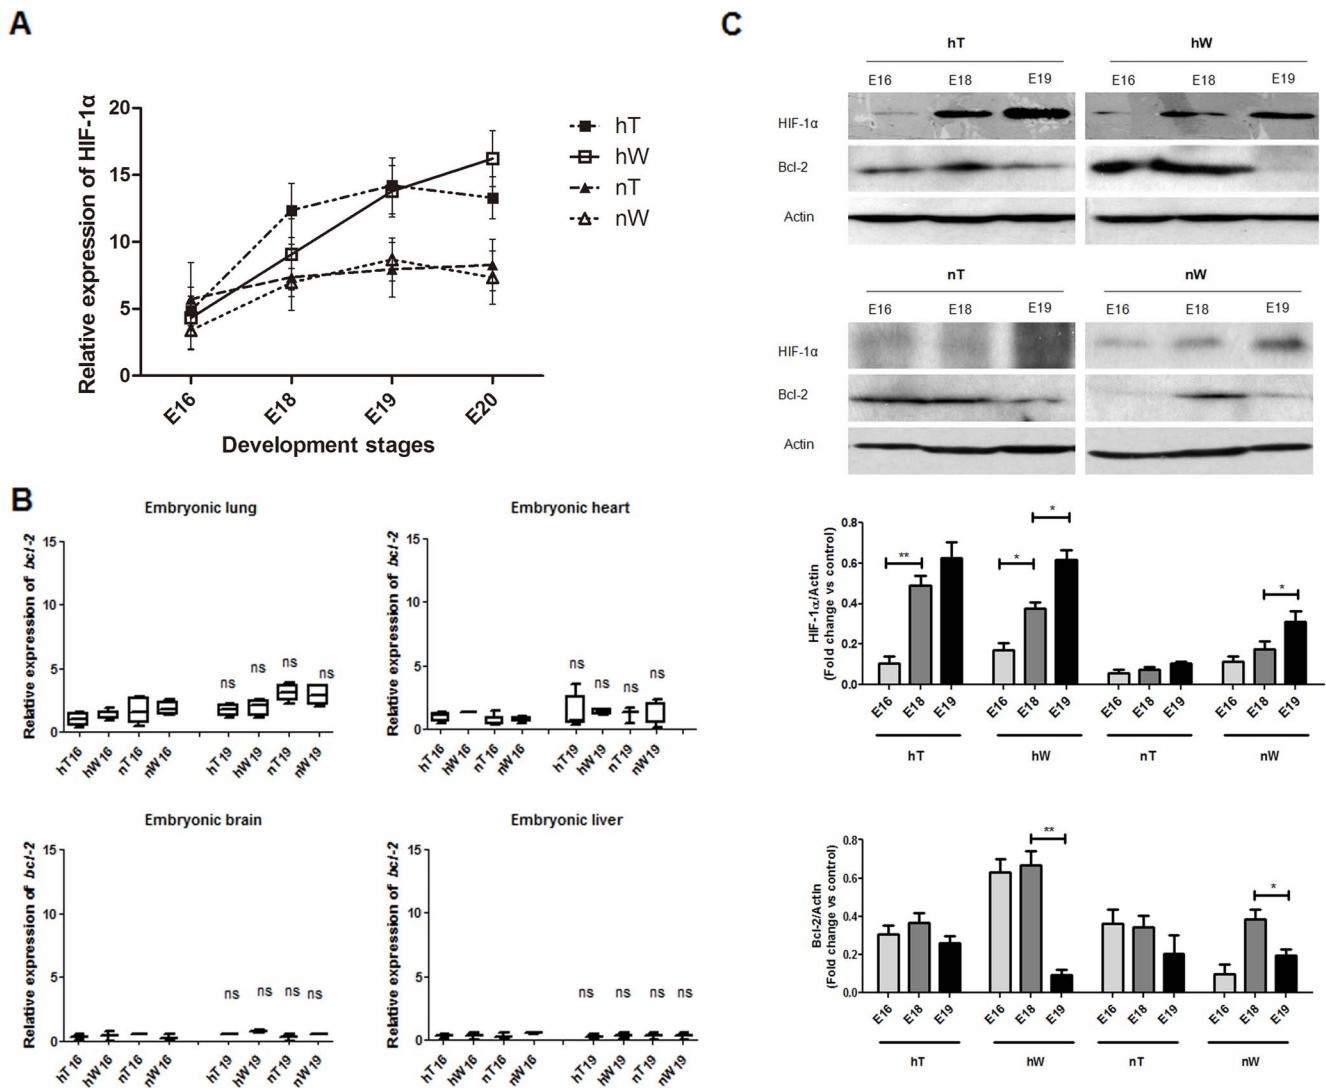 A
Relative expression of HIF-1α
20
15
10
5
0
E16
E18
E19
E20
Development stages
hT
hW
nT
nW
B
Embryonic lung
Relative expression of bcl-2
15
10
5
0
ns
ns
ns
ns
hT16
hW16
nT16
nW16
hT19
hW19
nT19
nW19
Embryonic heart
Relative expression of bcl-2
15
10
5
0
ns
ns
ns
ns
hT16
hW16
nT16
nW16
hT19
hW19
nT19
nW19
Embryonic brain
Relative expression of bcl-2
15
10
5
0
ns
ns
ns
ns
hT16
hW16
nT16
nW16
hT19
hW19
nT19
nW19
Embryonic liver
Relative expression of bcl-2
15
10
5
0
ns
ns
ns
ns
hT16
hW16
nT16
nW16
hT19
hW19
nT19
nW19
C
hT hW
E16 E18 E19 E16 E18 E19
HIF-1α
Bcl-2
Actin
nT nW
E16 E18 E19 E16 E18 E19
HIF-1α
Bcl-2
Actin
HIF-1α/Actin
(Fold change vs control)
0.8
0.6
0.4
0.2
0.0
** * * *
E16 E18 E19 E16 E18 E19 E16 E18 E19 E16 E18 E19
hT hW nT nW
Bcl-2/Actin
(Fold change vs control)
0.8
0.6
0.4
0.2
0.0
** *
E16 E18 E19 E16 E18 E19 E16 E18 E19 E16 E18 E19
hT hW nT nW